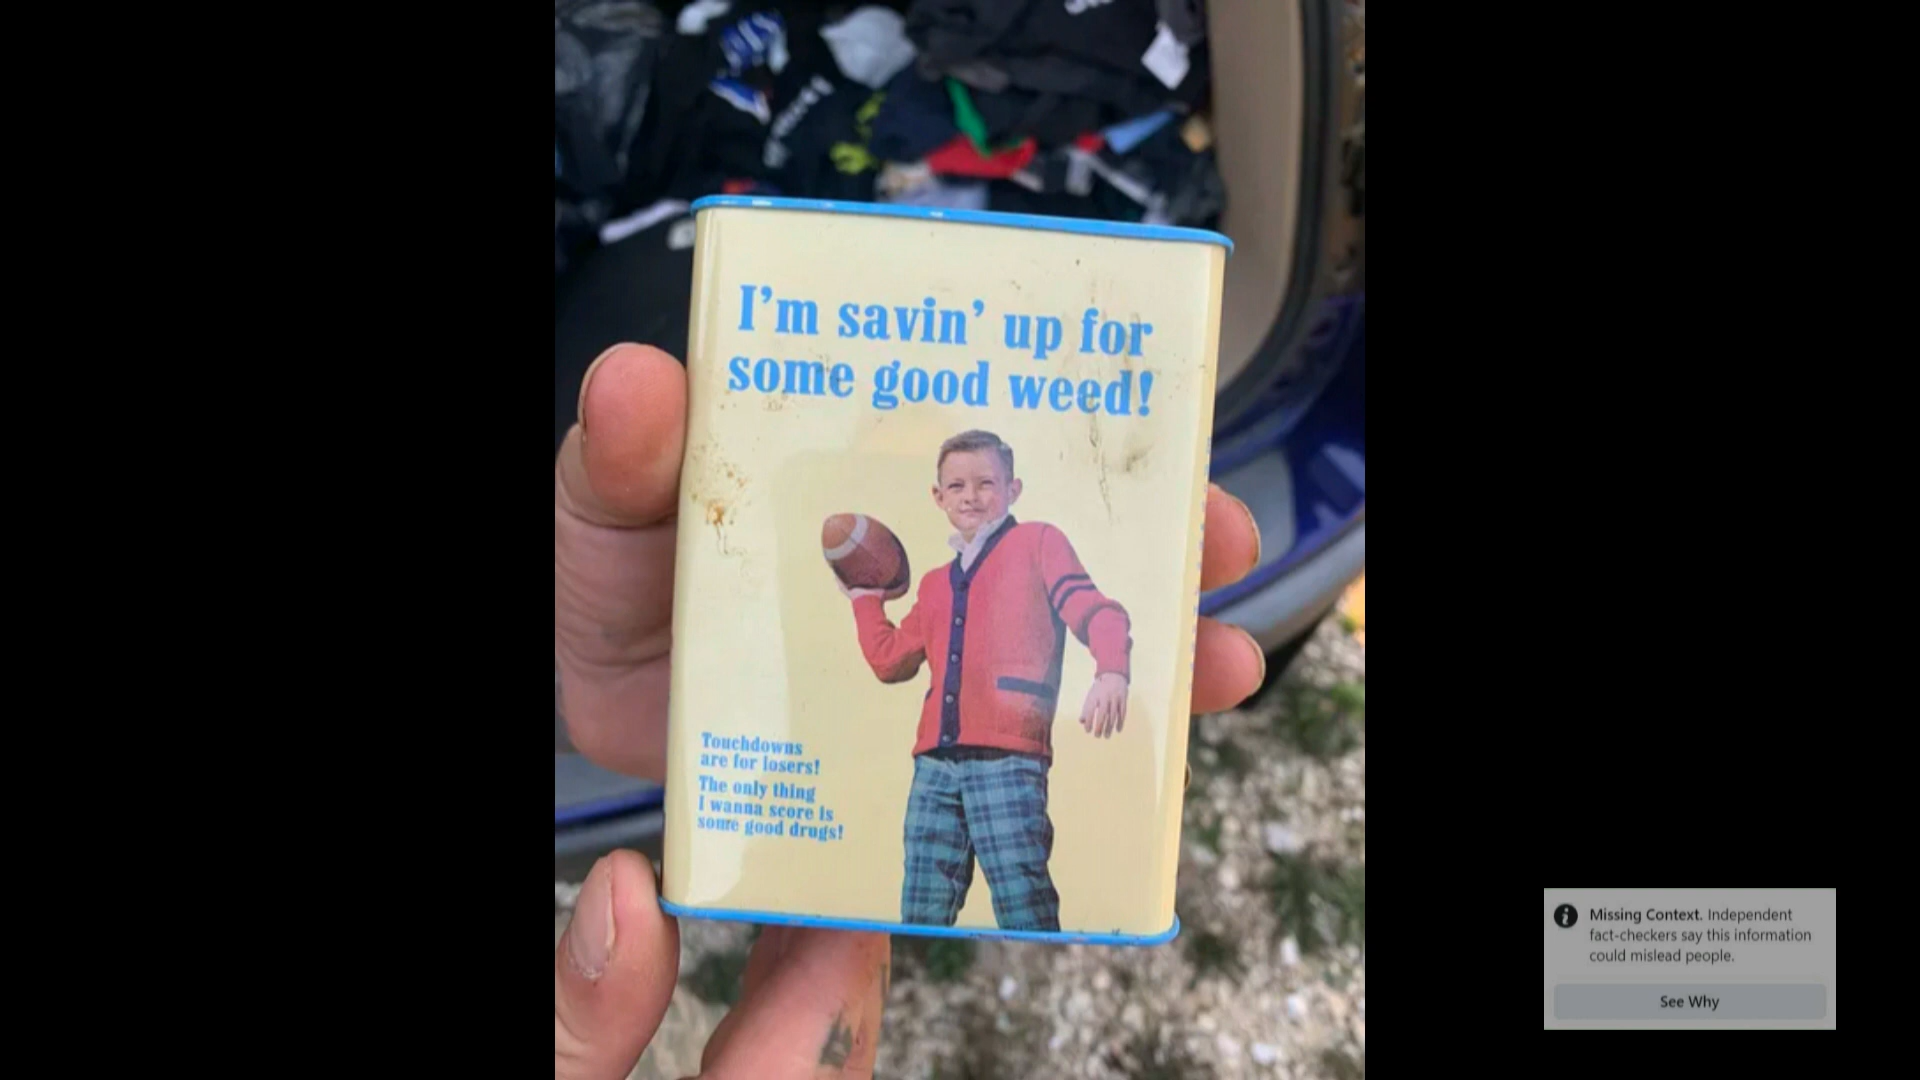 I'm savin' up for
some good weed!
Touchdowns
are for losers!
The only thing
I wanna score is
some good drugs!
Missing Context. Independent
fact-checkers say this information
could mislead people.
See Why